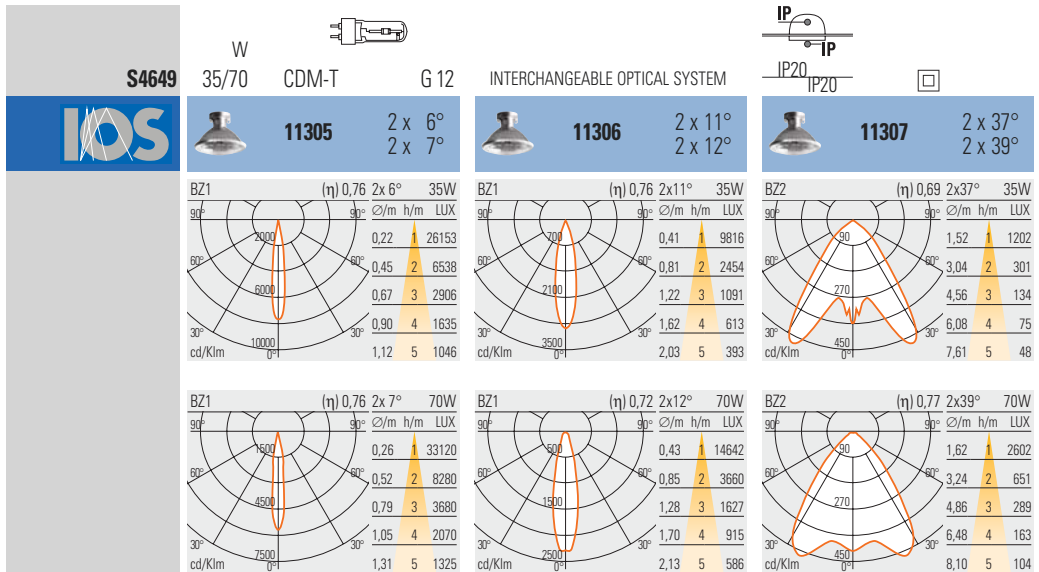 IP
IP
W
S4649 35/70 CDM-T G 12 INTERCHANGEABLE OPTICAL SYSTEM IP20
IP20
IOS
11305 2 x 6°
2 x 7°
11306 2 x 11°
2 x 12°
11307 2 x 37°
2 x 39°
BZ1 (η) 0,76 2x 6° 35W
90° 90° ∅/m h/m LUX
2000 0,22 1 26153
60° 60° 0,45 2 6538
6000 0,67 3 2906
30° 30° 0,90 4 1635
10000
cd/Klm 0° 1,12 5 1046
BZ1 (η) 0,76 2x11° 35W
90° 90° ∅/m h/m LUX
700 0,41 1 9816
60° 60° 0,81 2 2454
2100 1,22 3 1091
30° 30° 1,62 4 613
3500
cd/Klm 0° 2,03 5 393
BZ2 (η) 0,69 2x37° 35W
90° 90° ∅/m h/m LUX
90 1,52 1 1202
60° 60° 3,04 2 301
270 4,56 3 134
30° 30° 6,08 4 75
450
cd/Klm 0° 7,61 5 48
BZ1 (η) 0,76 2x 7° 70W
90° 90° ∅/m h/m LUX
1500 0,26 1 33120
60° 60° 0,52 2 8280
4500 0,79 3 3680
30° 30° 1,05 4 2070
7500
cd/Klm 0° 1,31 5 1325
BZ1 (η) 0,72 2x12° 70W
90° 90° ∅/m h/m LUX
500 0,43 1 14642
60° 60° 0,85 2 3660
1500 1,28 3 1627
30° 30° 1,70 4 915
2500
cd/Klm 0° 2,13 5 586
BZ2 (η) 0,77 2x39° 70W
90° 90° ∅/m h/m LUX
90 1,62 1 2602
60° 60° 3,24 2 651
270 4,86 3 289
30° 30° 6,48 4 163
450
cd/Klm 0° 8,10 5 104